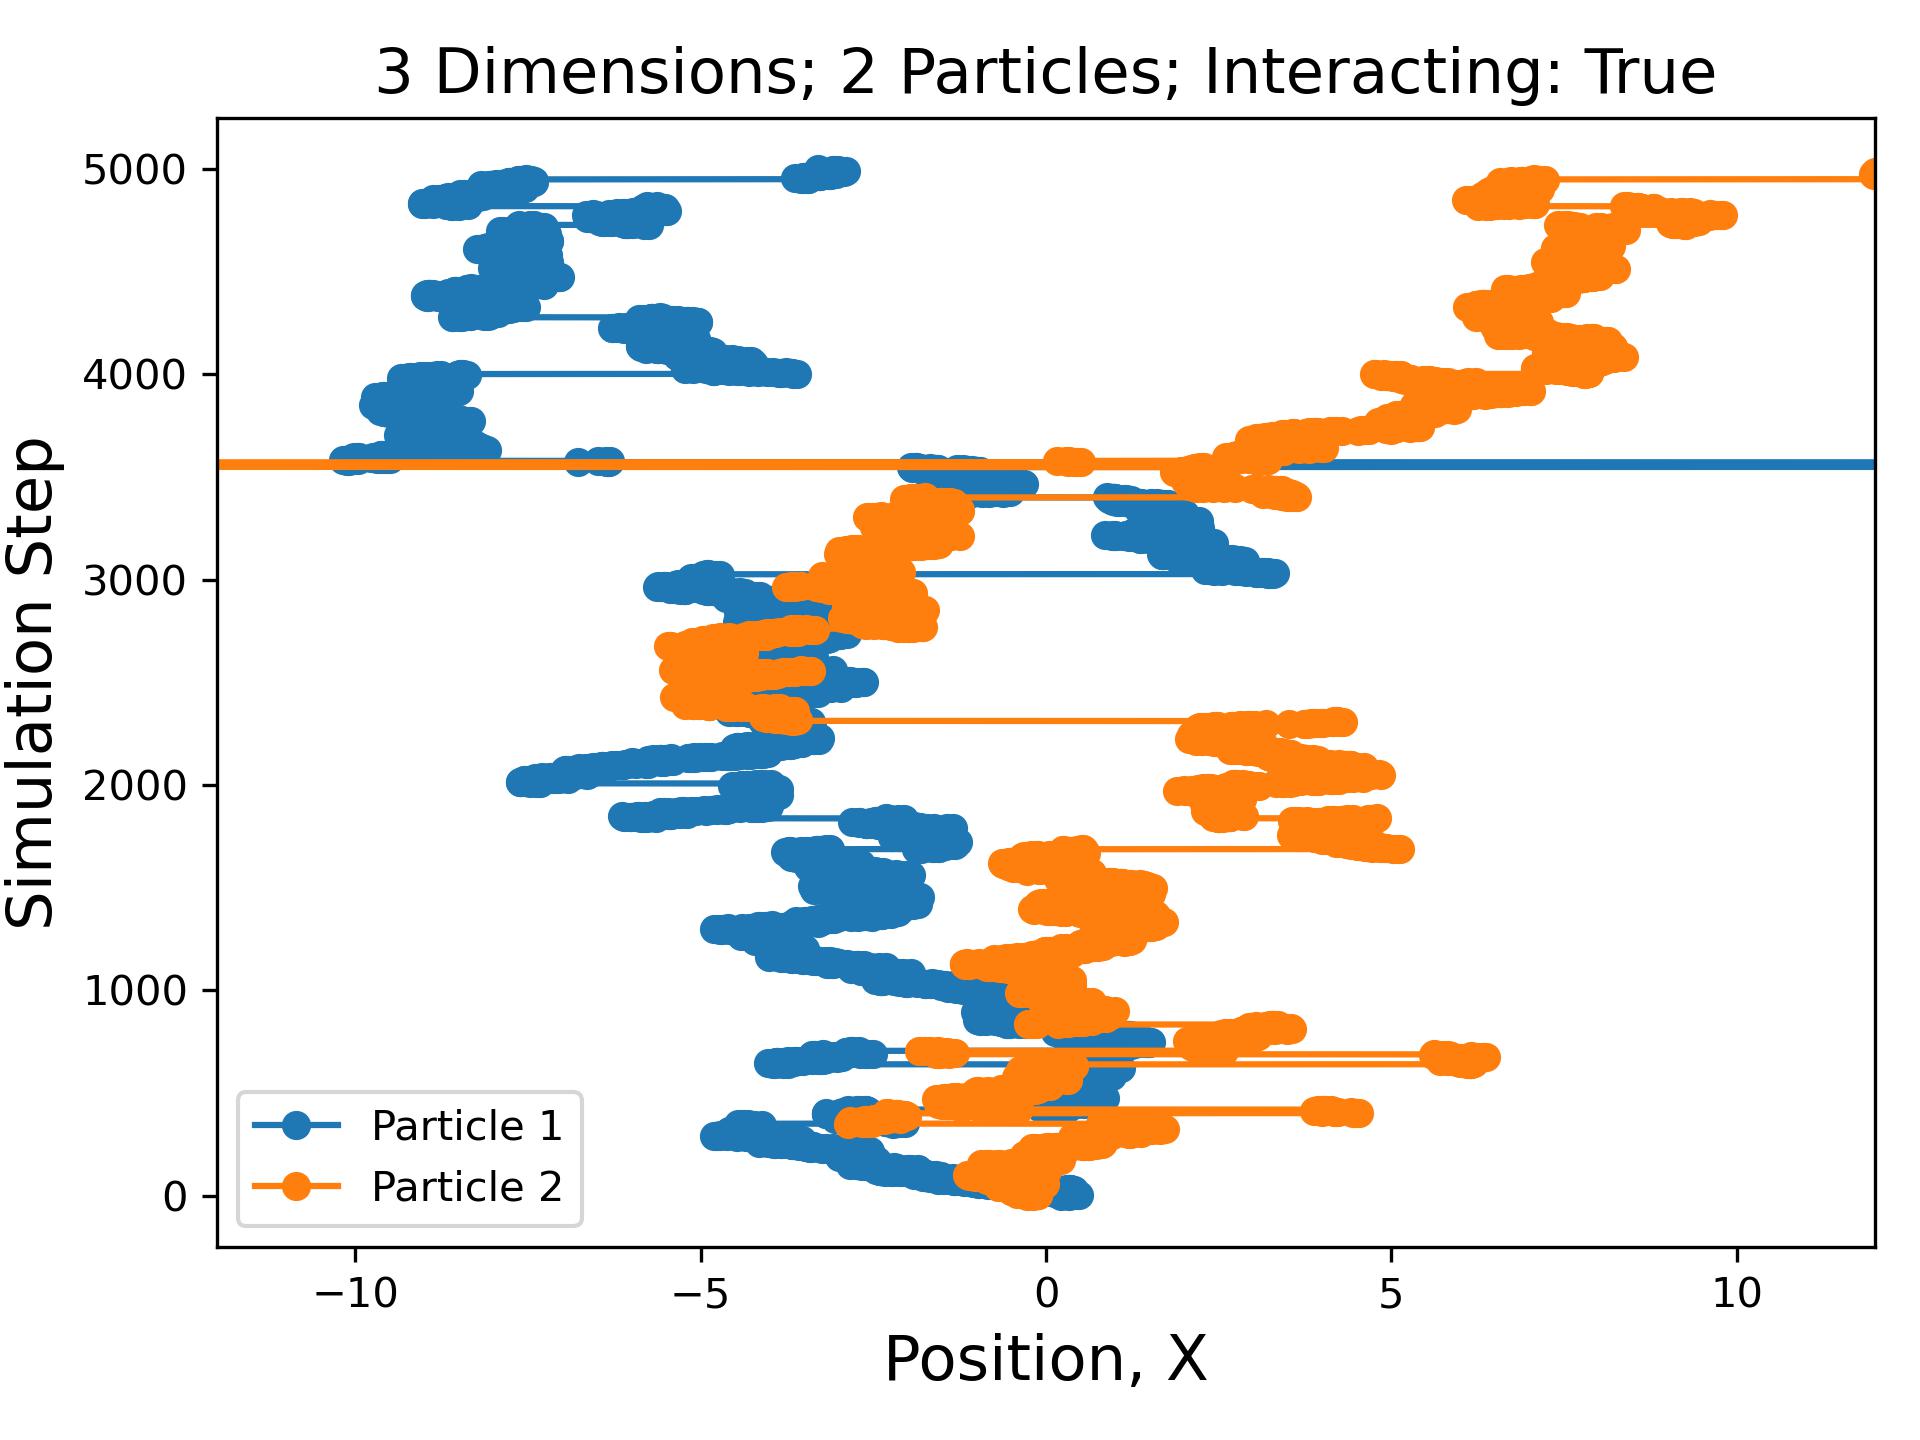 3 Dimensions; 2 Particles; Interacting: True
Simulation Step
5000
4000
3000
2000
1000
0
Particle 1
Particle 2
−10 −5 0 5 10
Position, X